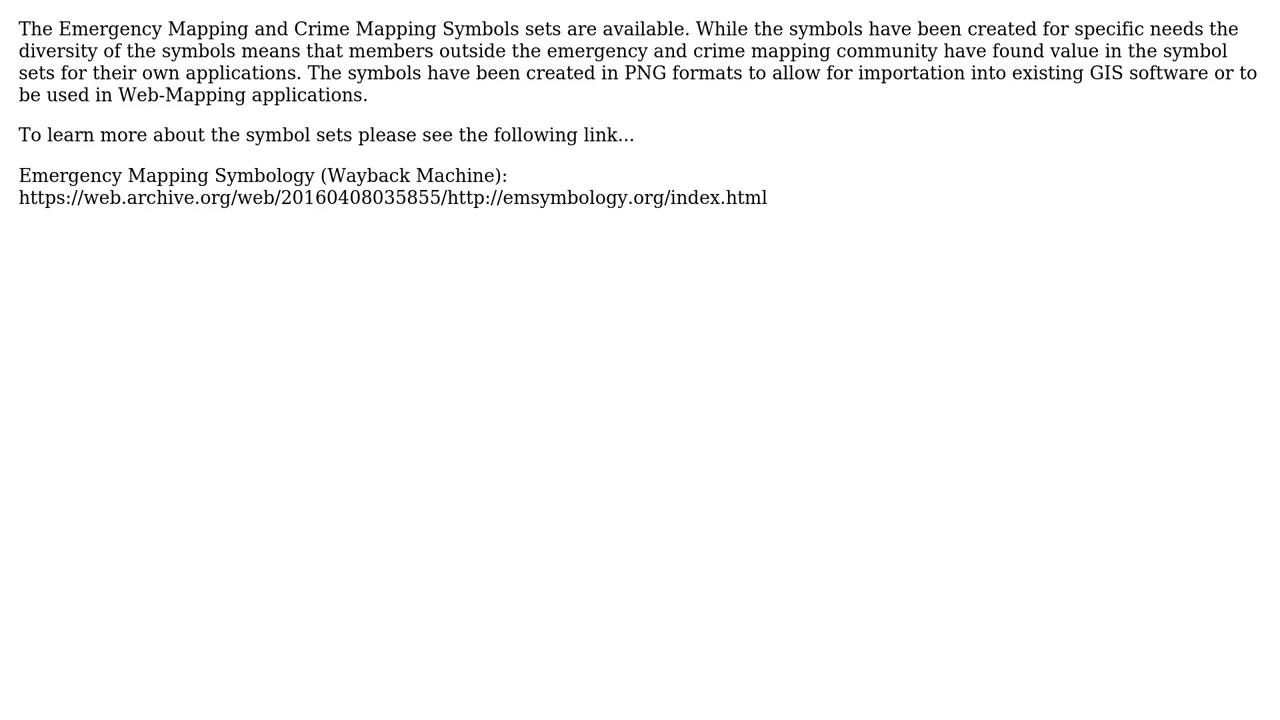 The Emergency Mapping and Crime Mapping Symbols sets are available. While the symbols have been created for specific needs the
diversity of the symbols means that members outside the emergency and crime mapping community have found value in the symbol
sets for their own applications. The symbols have been created in PNG formats to allow for importation into existing GIS software or to
be used in Web-Mapping applications.
To learn more about the symbol sets please see the following link...
Emergency Mapping Symbology (Wayback Machine):
https://web.archive.org/web/20160408035855/http://emsymbology.org/index.html